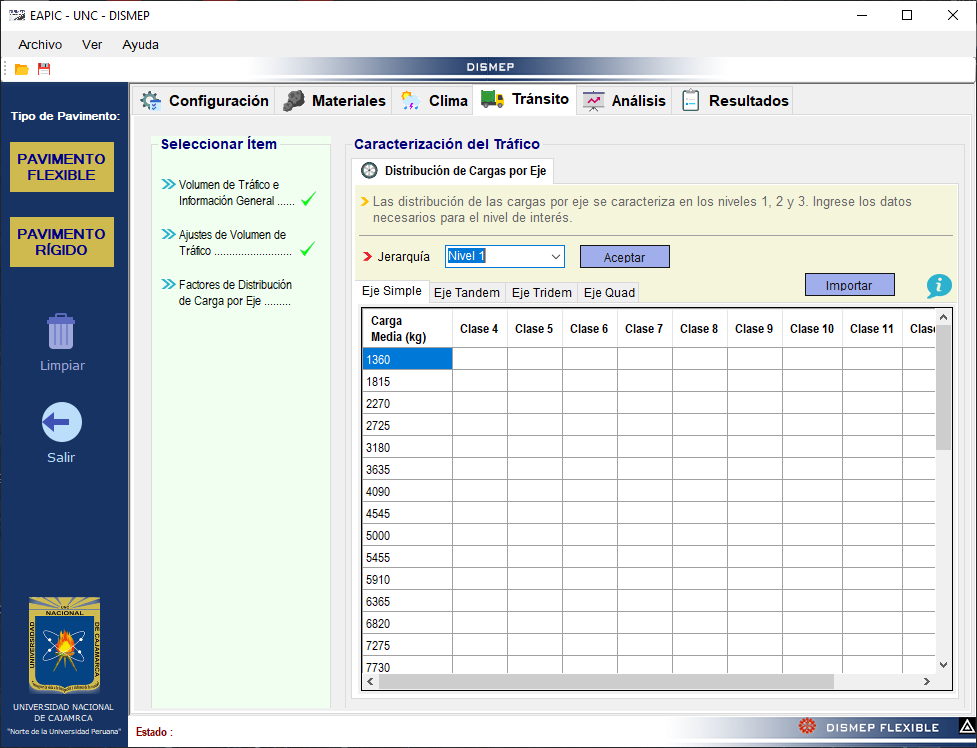 EAPIC - UNC - DISMEP
Archivo Ver Ayuda
DISMEP
Tipo de Pavimento:
PAVIMENTO
FLEXIBLE
PAVIMENTO
RÍGIDO
Limpiar
Salir
UNC
NACIONAL
UNIVERSIDAD
DE CAJAMARCA
UNIVERSIDAD NACIONAL
DE CAJAMRCA
"Norte de la Universidad Peruana"
Configuración Materiales Clima Tránsito Análisis Resultados
Seleccionar Ítem
Volumen de Tráfico e
Información General ......
Ajustes de Volumen de
Tráfico ..........................
Factores de Distribución
de Carga por Eje .........
Caracterización del Tráfico
Distribución de Cargas por Eje
Las distribución de las cargas por eje se caracteriza en los niveles 1, 2 y 3. Ingrese los datos
necesarios para el nivel de interés.
Jerarquía Nivel 1 Aceptar
Importar
Eje Simple Eje Tandem Eje Tridem Eje Quad
Carga
Media (kg) Clase 4 Clase 5 Clase 6 Clase 7 Clase 8 Clase 9 Clase 10 Clase 11 Clase
1360
1815
2270
2725
3180
3635
4090
4545
5000
5455
5910
6365
6820
7275
7730
Estado :
DISMEP FLEXIBLE